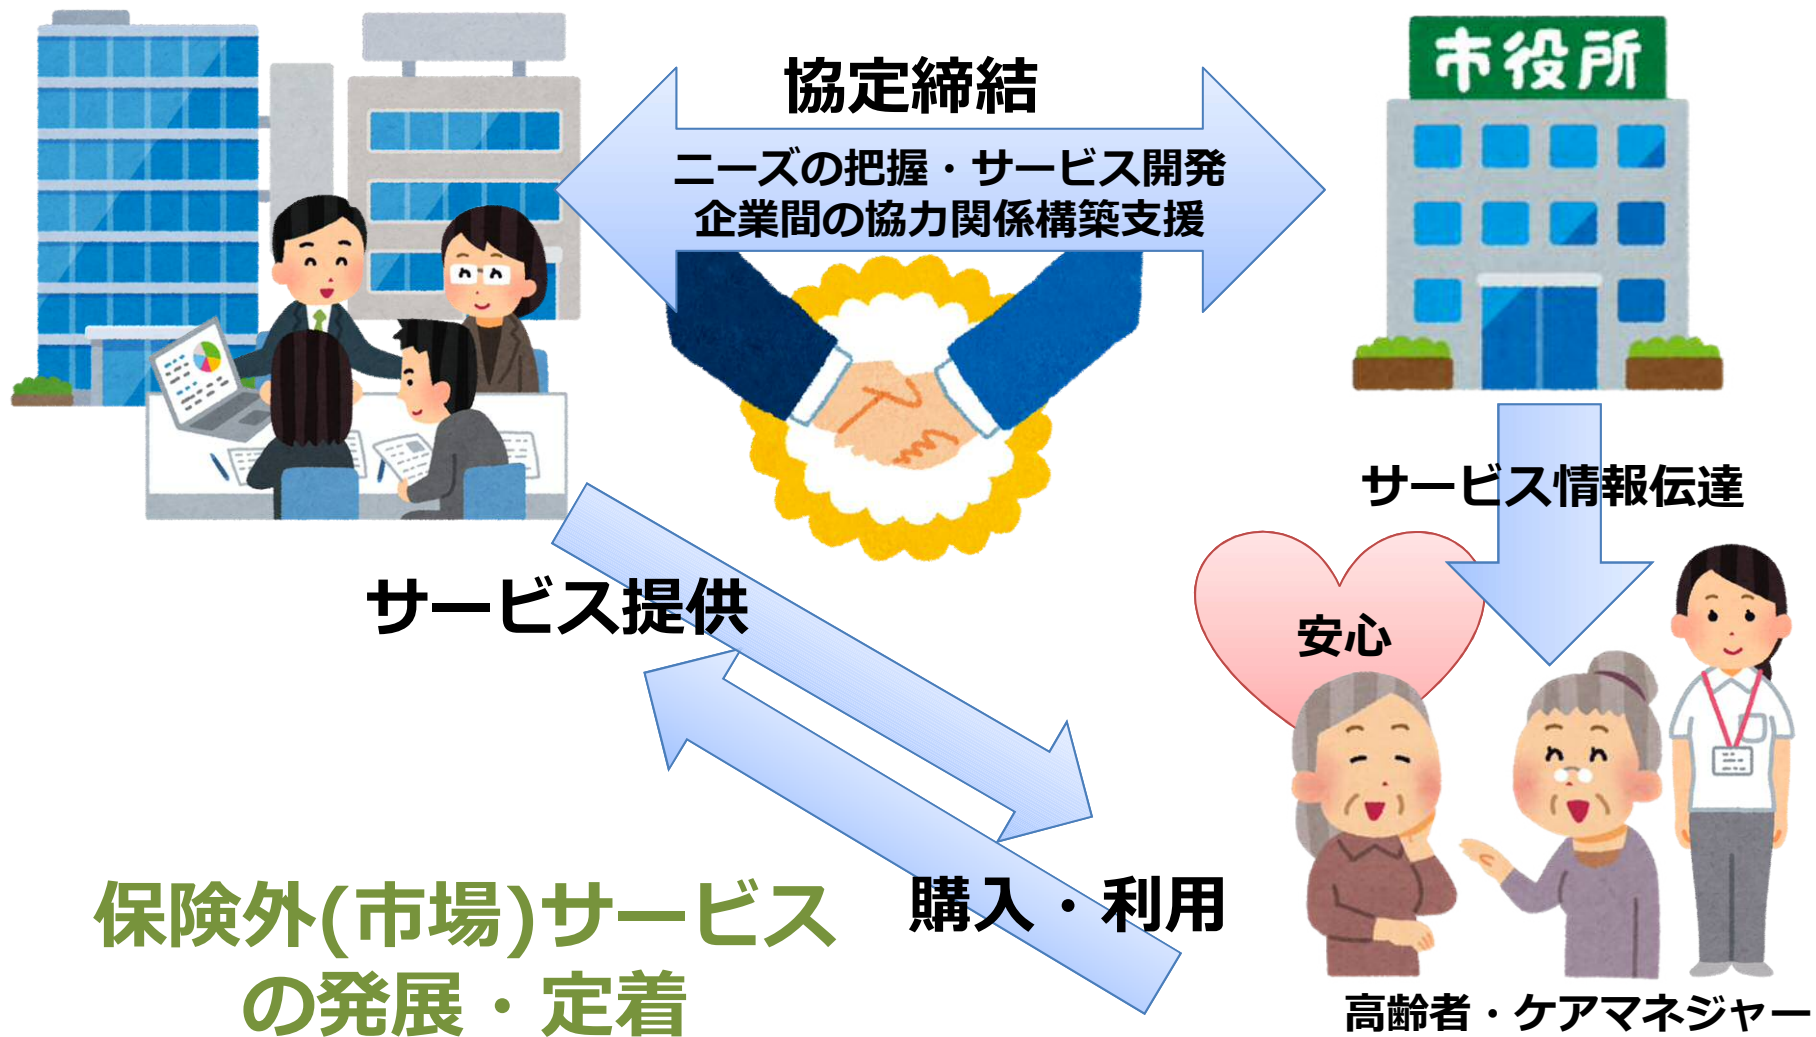 市役所
協定締結
ニーズの把握・サービス開発
企業間の協力関係構築支援
サービス情報伝達
サービス提供
安心
購入・利用
保険外(市場)サービス
の発展・定着
高齢者・ケアマネジャー